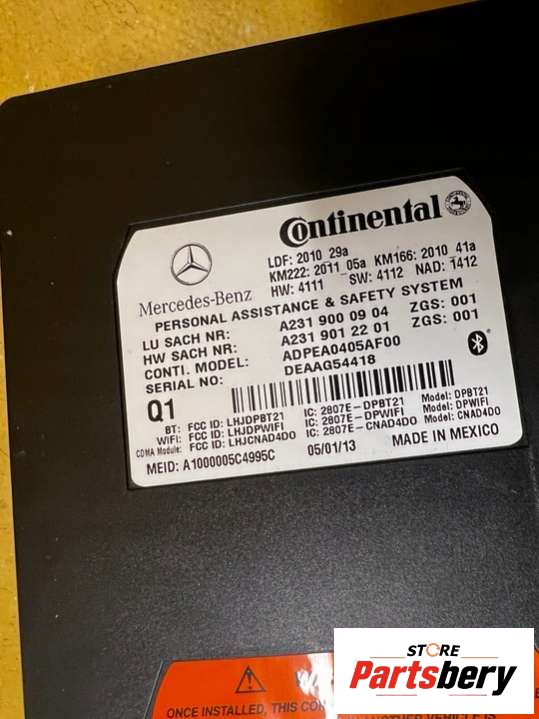 Continental
Mercedes-Benz
LDF: 2010_29a
KM222: 2011_05a KM166: 2010_41a
HW: 4111 SW: 4112 NAD: 1412
PERSONAL ASSISTANCE & SAFETY SYSTEM
LU SACH NR: A231 900 09 04 ZGS: 001
HW SACH NR: A231 901 22 01 ZGS: 001
CONTI. MODEL: ADPEA0405AF00
SERIAL NO: DEAAG54418
Q1
BT: FCC ID: LHJDPBT21 IC: 2807E-DPBT21 Model: DPBT21
WiFi: FCC ID: LHJDPWIFI IC: 2807E-DPWIFI Model: DPWIFI
CDMA Module: FCC ID: LHJCNAD4DO IC: 2807E-CNAD4DO Model: CNAD4DO
MEID: A1000005C4995C 05/01/13 MADE IN MEXICO
STORE
Partsbery
ONCE INSTALLED, THIS